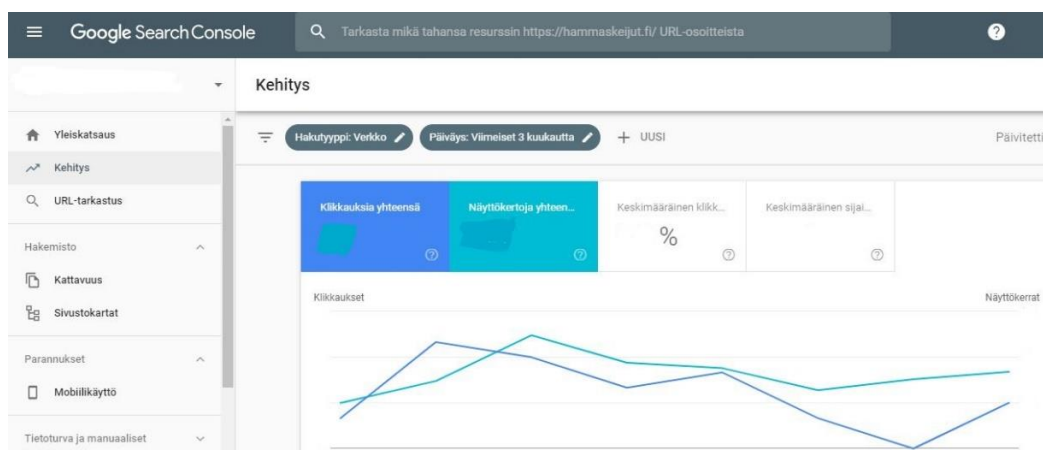 Google Search Console
Tarkasta mikä tahansa resurssin https://hammaskeijut.fi/ URL-osoitteista
Kehitys
Yleiskatsaus
Kehitys
URL-tarkastus
Hakemisto
Kattavuus
Sivustokartat
Parannukset
Mobiilikäyttö
Tietoturva ja manuaaliset
Hakutyyppi: Verkko
Päiväys: Viimeiset 3 kuukautta
+ UUSI
Päivitetti
Klikkauksia yhteensä
Näyttökertoja yhteen...
Keskimääräinen klikk...
%
Keskimääräinen sijai...
Klikkaukset
Näyttökerrat